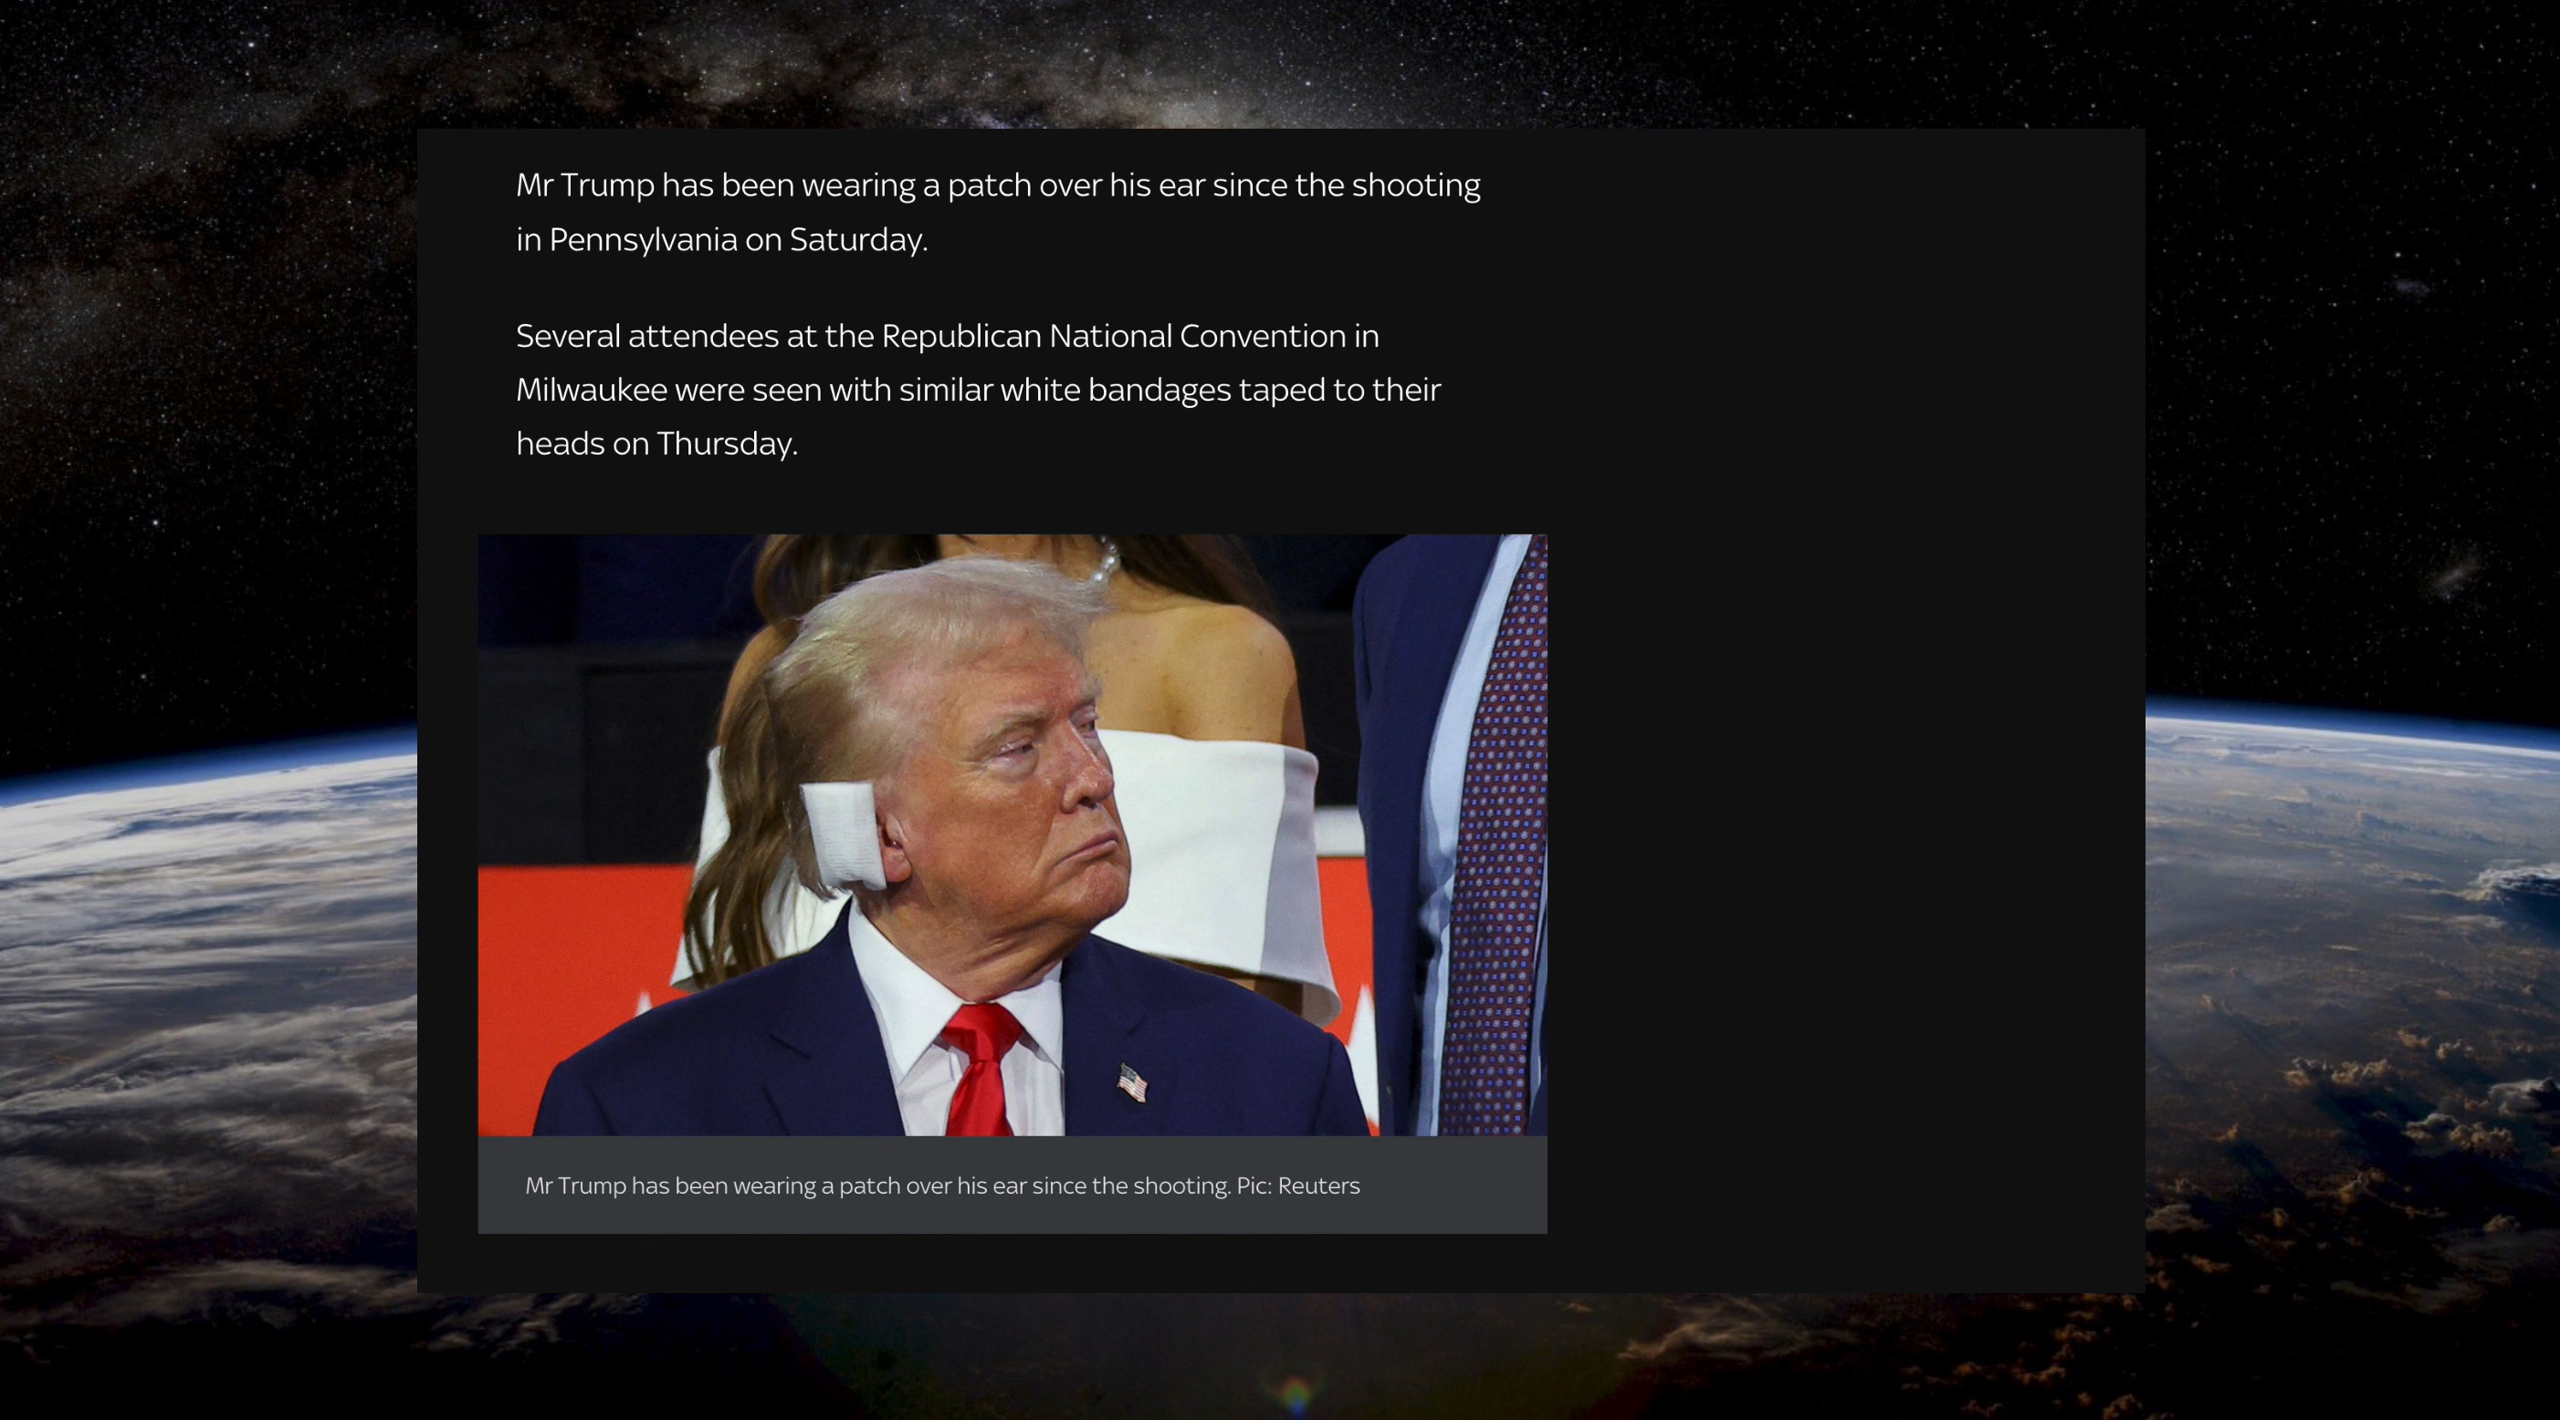 Mr Trump has been wearing a patch over his ear since the shooting
in Pennsylvania on Saturday.
Several attendees at the Republican National Convention in
Milwaukee were seen with similar white bandages taped to their
heads on Thursday.
Mr Trump has been wearing a patch over his ear since the shooting. Pic: Reuters